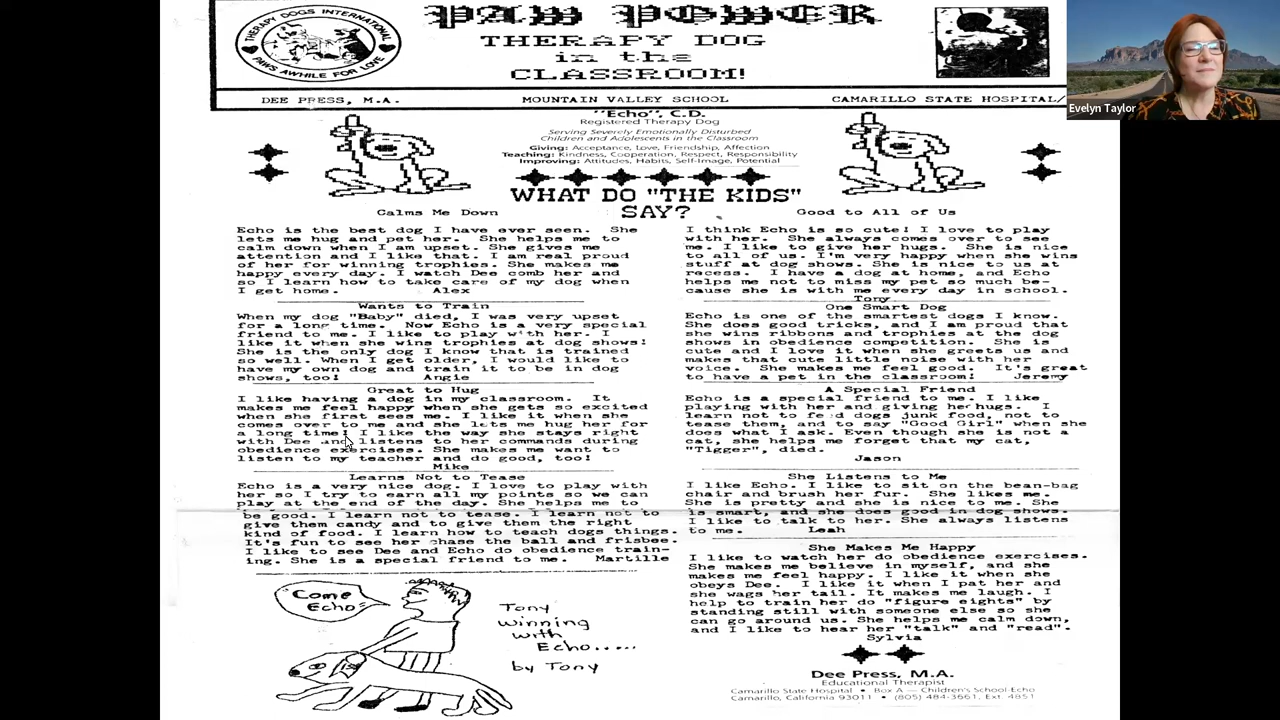 PAW POWER
THERAPY DOG
in the
CLASSROOM!
THERAPY DOGS INTERNATIONAL
PAWS AWHILE FOR LOVE
DEE PRESS, M.A.
MOUNTAIN VALLEY SCHOOL
CAMARILLO STATE HOSPITAL/
Evelyn Taylor
"Echo", C.D.
Registered Therapy Dog
Serving Severely Emotionally Disturbed
Children and Adolescents in the Classroom
Giving: Acceptance, Love, Friendship, Affection
Teaching: Kindness, Cooperation, Respect, Responsibility
Improving: Attitudes, Habits, Self-Image, Potential
WHAT DO "THE KIDS"
SAY?
Calms Me Down
Echo is the best dog I have ever seen. She
lets me hug and pet her. She helps me to
calm down when I am upset. She gives me
attention and I like that. I am real proud
of her for winning trophies. She makes me
happy every day. I watch Dee comb her and
so I learn how to take care of my dog when
I get home. Alex
Wants to Train
When my dog "Baby" died, I was very upset
for a long time. Now Echo is a very special
friend to me. I like to play with her. I
like it when she wins trophies at dog shows!
She is the only dog I know that is trained
so well. When I get older, I would like to
have my own dog and train it to be in dog
shows, too! Angie
Great to Hug
I like having a dog in my classroom. It
makes me feel happy when she gets so excited
when she first sees me. I like it when she
comes over to me and she lets me hug her for
a long time! I like the way she stays right
with Dee and listens to her commands during
obedience exercises. She makes me want to
listen to my teacher and do good, too!
Mike
Learns Not to Tease
Echo is a very nice dog. I love to play with
her so I try to earn all my points so we can
play at the end of the day. She helps me to
be good. I learn not to tease. I learn not to
give them candy and to give them the right
kind of food. I learn how to teach dogs things.
It's fun to see her chase the ball and frisbee.
I like to see Dee and Echo do obedience train-
ing. She is a special friend to me. Martille
Come
Echo
Tony
winning
with
Echo.....
by Tony
Good to All of Us
I think Echo is so cute! I love to play
with her. She always comes over to see
me. I like to give her hugs. She is nice
to all of us. I'm very happy when she wins
stuff at dog shows. She is nice to us at
recess. I have a dog at home, and Echo
helps me not to miss my pet so much be-
cause she is with me every day in school.
Tony
One Smart Dog
Echo is one of the smartest dogs I know.
She does good tricks, and I am proud that
she wins ribbons and trophies at the dog
shows in obedience competition. She is
cute and I love it when she greets us and
makes that cute little noise with her
voice. She makes me feel good. It's great
to have a pet in the classroom! Jeremy
A Special Friend
Echo is a special friend to me. I like
playing with her and giving her hugs. I
learn not to feed dogs junk food, not to
tease them, and to say "Good Girl" when she
does what I ask. Even though she is not a
cat, she helps me forget that my cat,
"Tigger", died.
Jason
She Listens to Me
I like Echo. I like to sit on the bean-bag
chair and brush her fur. She likes me.
She is pretty and she is nice to me. She
is smart, and she does good in dog shows.
I like to talk to her. She always listens
to me. Leah
She Makes Me Happy
I like to watch her do obedience exercises.
She makes me believe in myself, and she
makes me feel happy. I like it when she
obeys Dee. I like it when I pat her and
she wags her tail. It makes me laugh. I
help to train her do "figure eights" by
standing still with someone else so she
can go around us. She helps me calm down,
and I like to hear her "talk" and "read".
Sylvia
Dee Press, M.A.
Educational Therapist
Camarillo State Hospital • Box A — Children's School-Echo
Camarillo, California 93011 • (805) 484-3661, Ext. 4851